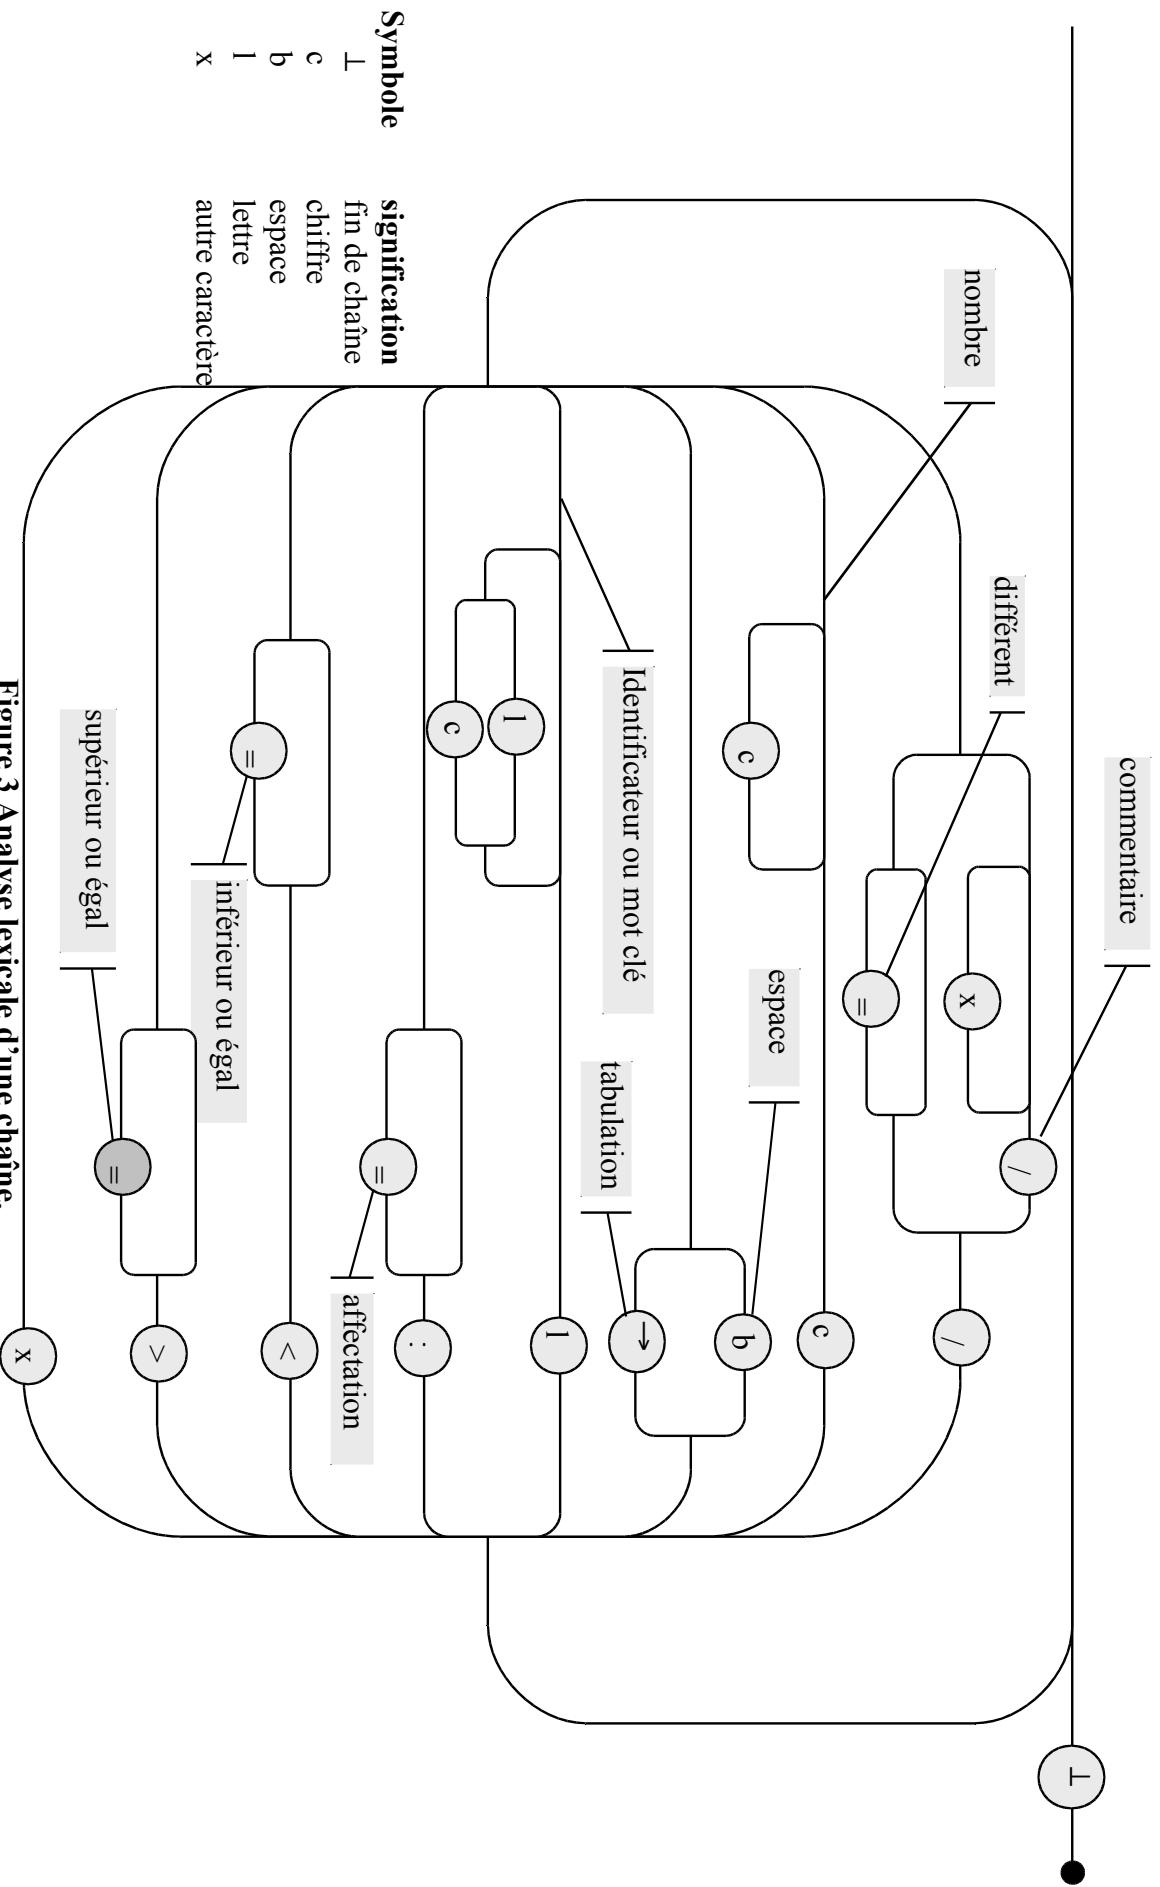 commentaire
différent
nombre
/
x
=
/
c
c
espace
b
tabulation
→
Identificateur ou mot clé
l
c
l
=
:
affectation
=
<
inférieur ou égal
=
>
supérieur ou égal
x
⊥
Symbole signification
⊥ fin de chaîne
c chiffre
b espace
l lettre
x autre caractère
Figure 3 Analyse lexicale d'une chaîne.